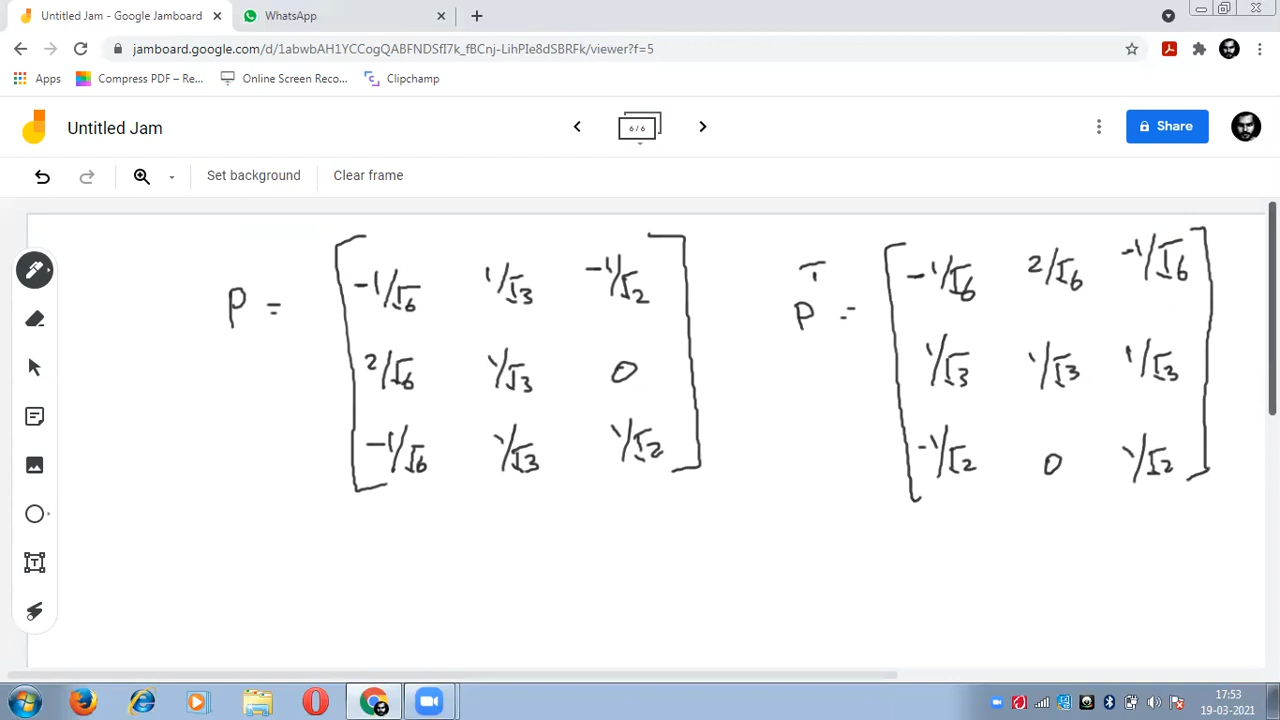 Untitled Jam - Google Jamboard
WhatsApp
jamboard.google.com/d/1abwbAH1YCCogQABFNDSfI7k_fBCnj-LihPIe8dSBRFk/viewer?f=5
Apps Compress PDF – Re... Online Screen Reco... Clipchamp
Untitled Jam
6 / 6
Share
Set background Clear frame
P = [ -1/√6 1/√3 -1/√2
2/√6 1/√3 0
-1/√6 1/√3 1/√2 ]
Pᵀ = [ -1/√6 2/√6 -1/√6
1/√3 1/√3 1/√3
-1/√2 0 1/√2 ]
17:53
19-03-2021